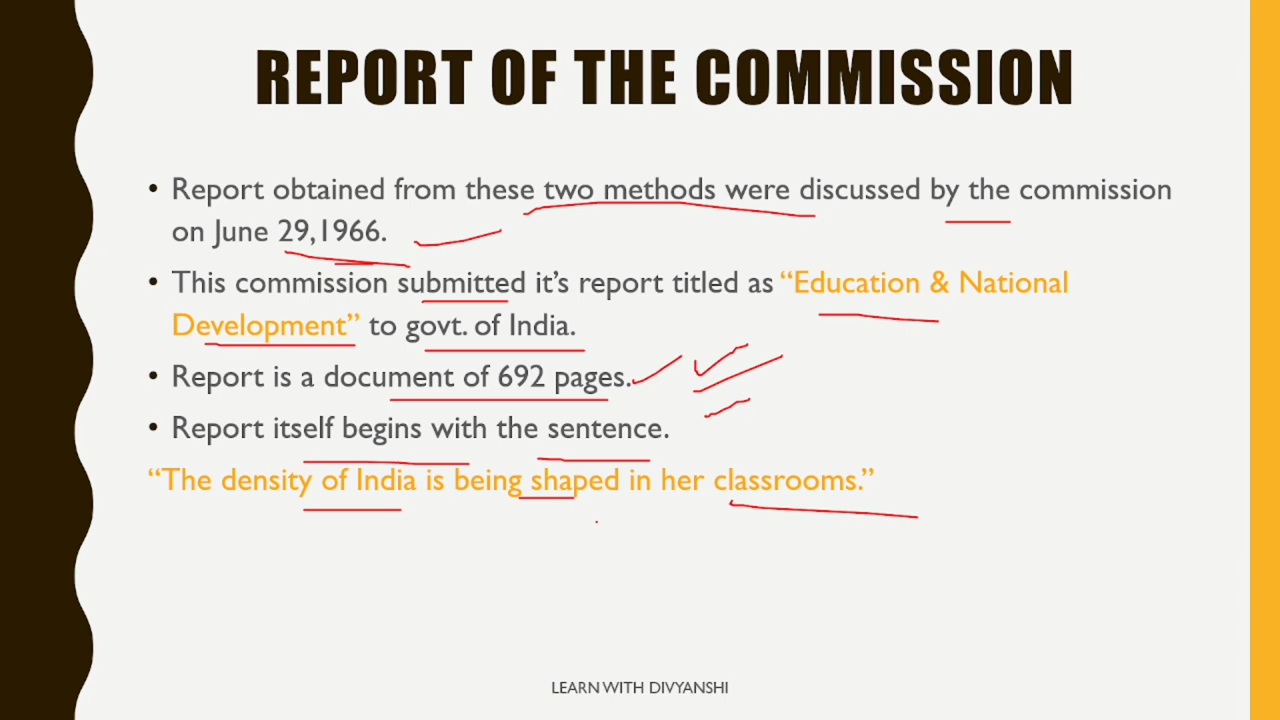 REPORT OF THE COMMISSION
• Report obtained from these two methods were discussed by the commission
on June 29,1966.
• This commission submitted it's report titled as “Education & National
Development” to govt. of India.
• Report is a document of 692 pages.
• Report itself begins with the sentence.
“The density of India is being shaped in her classrooms.”
LEARN WITH DIVYANSHI